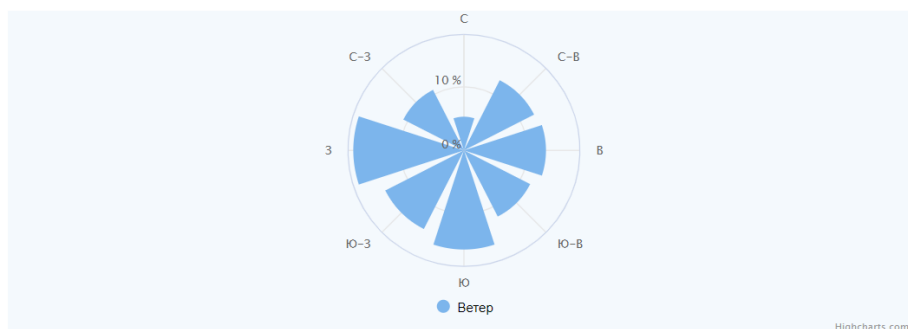 С
С-З
С-В
10 %
З
0 %
В
Ю-З
Ю-В
Ю
Ветер
Highcharts.com